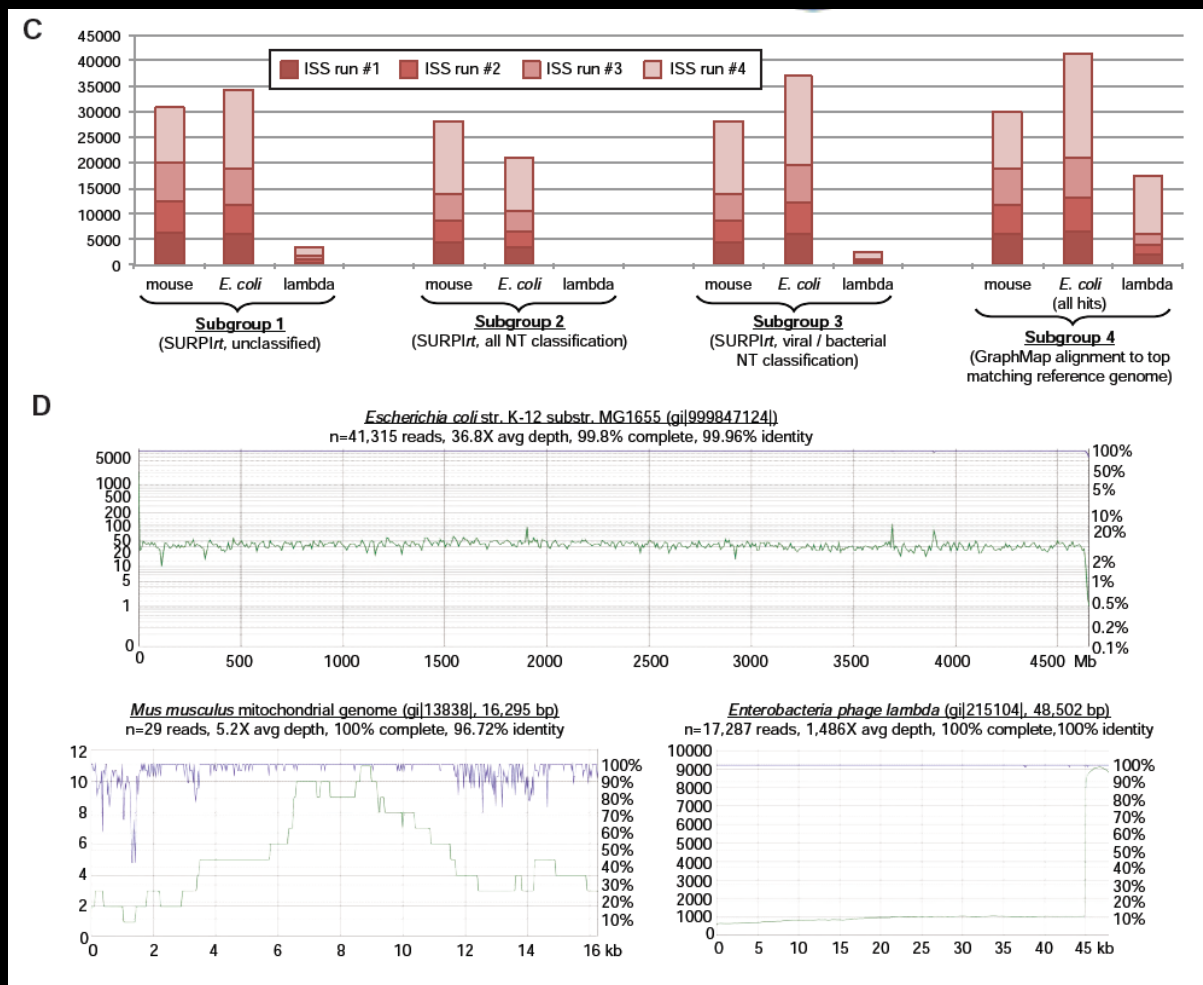 C
45000
40000
35000
30000
25000
20000
15000
10000
5000
0
ISS run #1 ISS run #2 ISS run #3 ISS run #4
mouse E. coli lambda mouse E. coli lambda mouse E. coli lambda mouse E. coli lambda
(all hits)
Subgroup 1
(SURPIrt, unclassified)
Subgroup 2
(SURPIrt, all NT classification)
Subgroup 3
(SURPIrt, viral / bacterial
NT classification)
Subgroup 4
(GraphMap alignment to top
matching reference genome)
D
Escherichia coli str. K-12 substr. MG1655 (gi|999847124|)
n=41,315 reads, 36.8X avg depth, 99.8% complete, 99.96% identity
5000
1000
500
200
100
50
20
10
5
1
0
100%
50%
5%
10%
20%
2%
1%
0.5%
0.2%
0.1%
0 500 1000 1500 2000 2500 3000 3500 4000 4500 Mb
Mus musculus mitochondrial genome (gi|13838|, 16,295 bp)
n=29 reads, 5.2X avg depth, 100% complete, 96.72% identity
12
10
8
6
4
2
0
100%
90%
80%
70%
60%
50%
40%
30%
20%
10%
0 2 4 6 8 10 12 14 16 kb
Enterobacteria phage lambda (gi|215104|, 48,502 bp)
n=17,287 reads, 1,486X avg depth, 100% complete,100% identity
10000
9000
8000
7000
6000
5000
4000
3000
2000
1000
0
100%
90%
80%
70%
60%
50%
40%
30%
20%
10%
0 5 10 15 20 25 30 35 40 45 kb